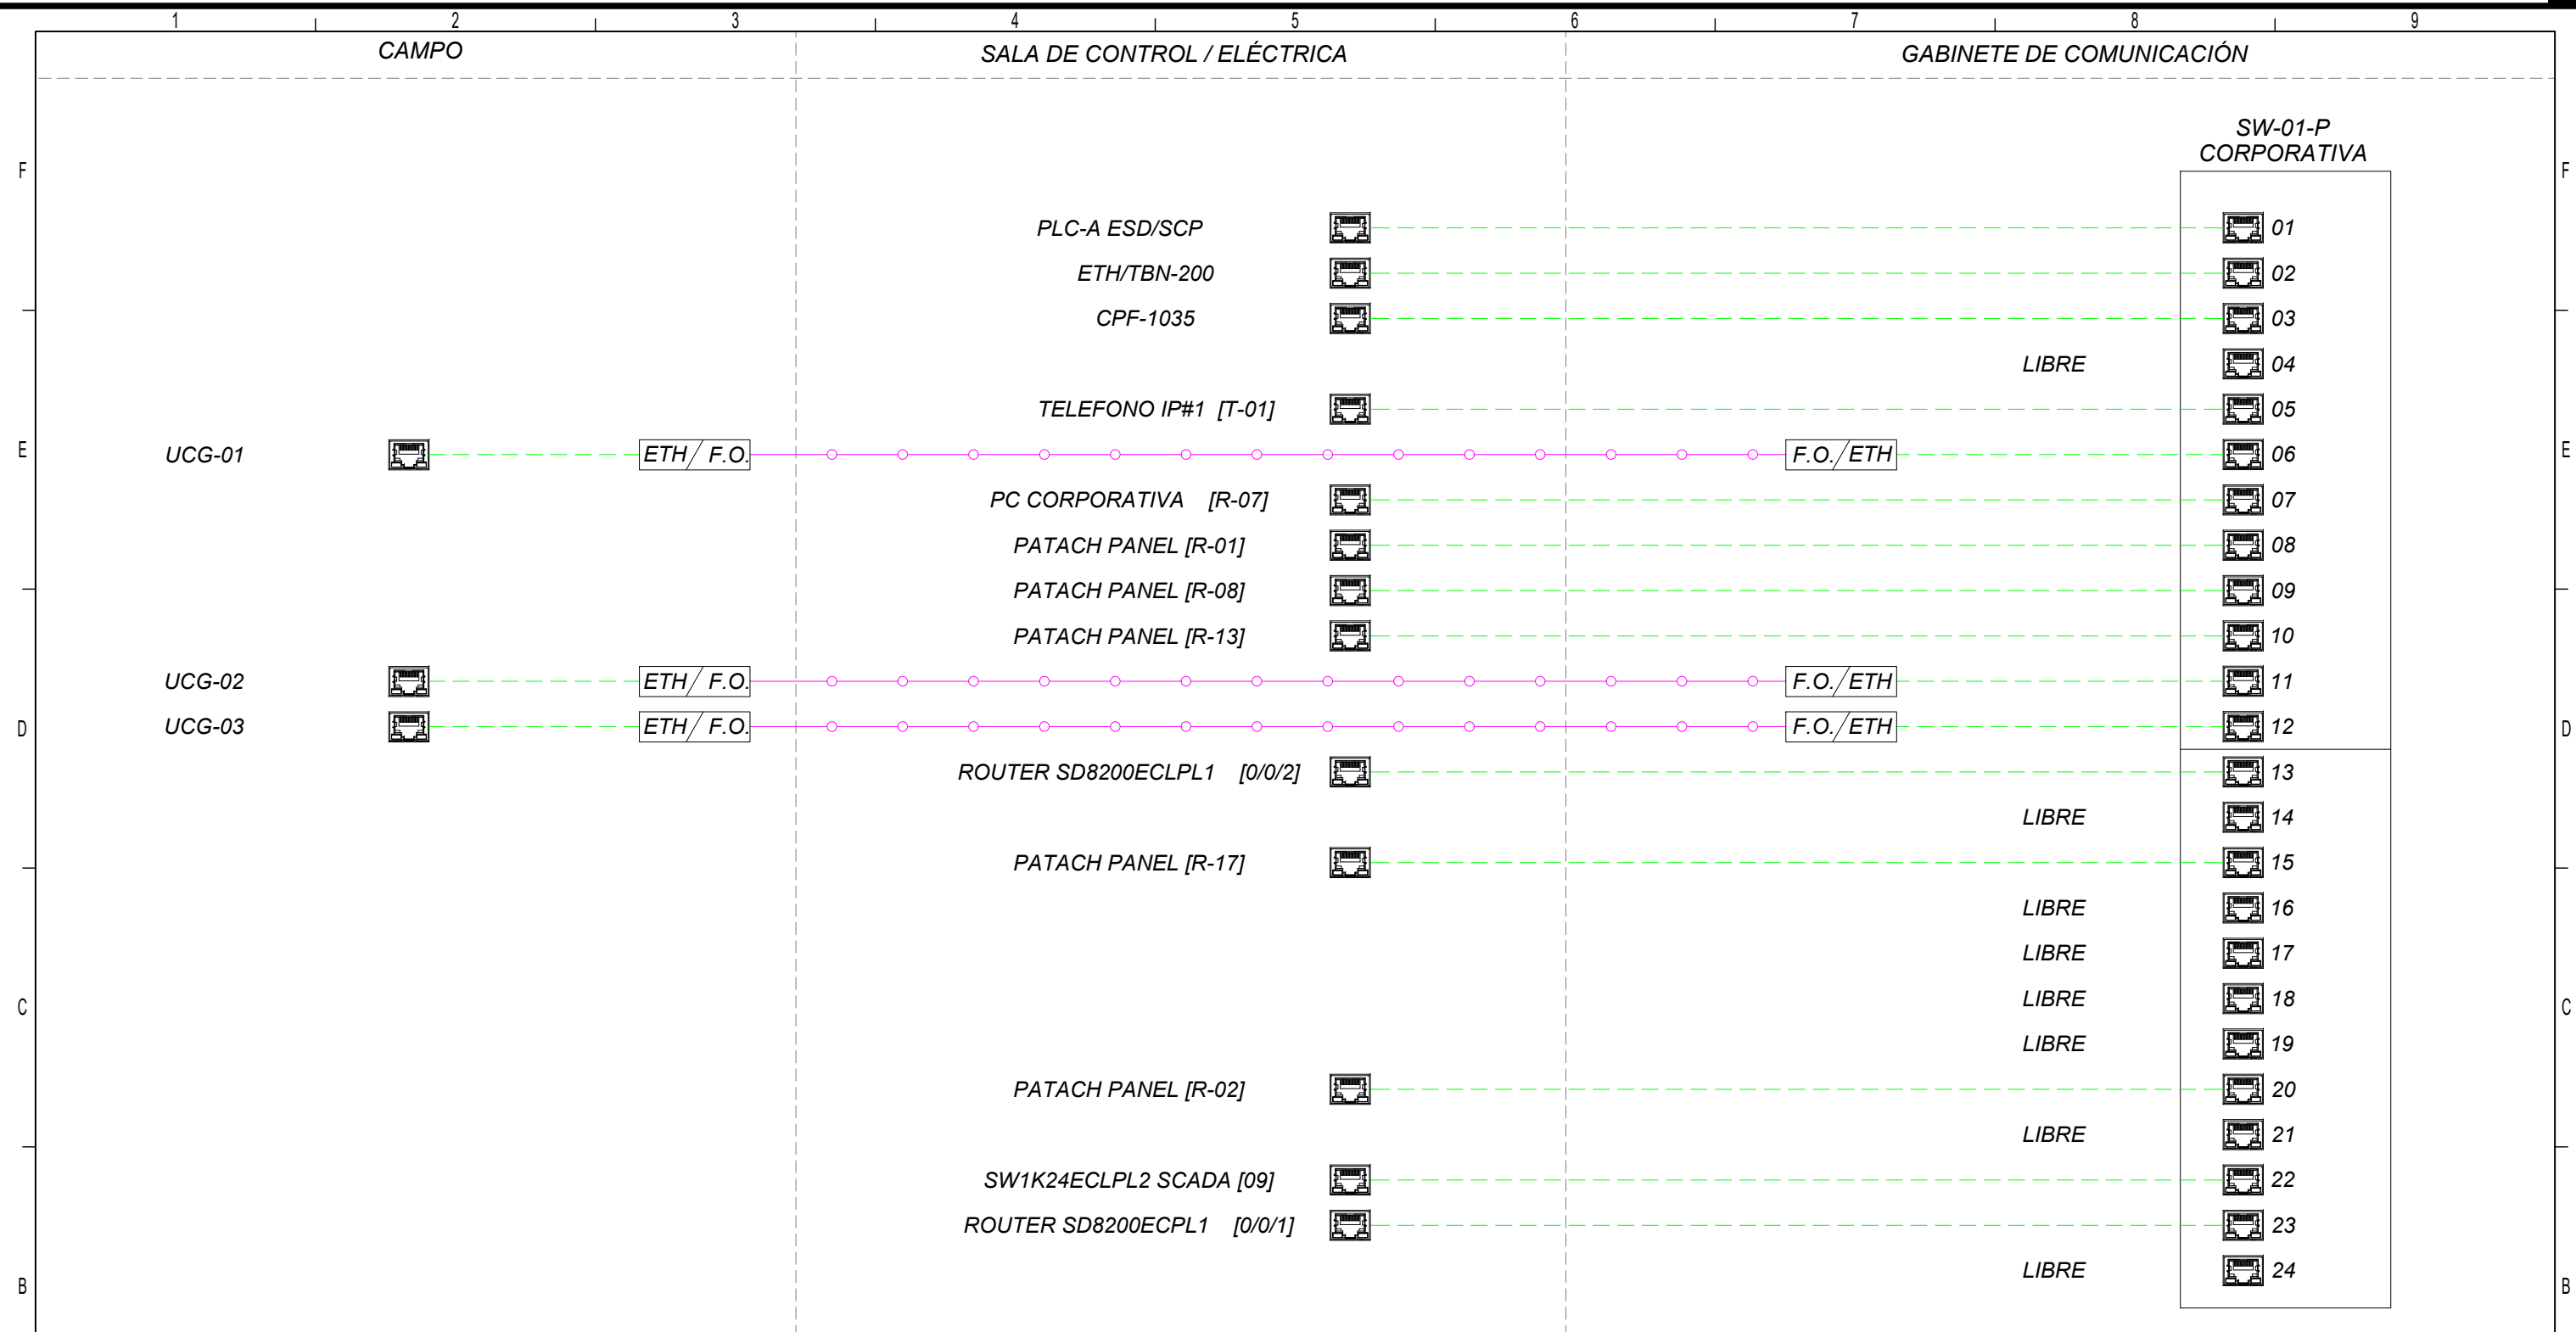 1 2 3 4 5 6 7 8 9
CAMPO SALA DE CONTROL / ELÉCTRICA GABINETE DE COMUNICACIÓN
SW-01-P
CORPORATIVA
F F
PLC-A ESD/SCP 01
ETH/TBN-200 02
CPF-1035 03
LIBRE 04
TELEFONO IP#1 [T-01] 05
E UCG-01 ETH/ F.O. F.O./ETH 06 E
PC CORPORATIVA [R-07] 07
PATACH PANEL [R-01] 08
PATACH PANEL [R-08] 09
PATACH PANEL [R-13] 10
UCG-02 ETH/ F.O. F.O./ETH 11
D UCG-03 ETH/ F.O. F.O./ETH 12 D
ROUTER SD8200ECLPL1 [0/0/2] 13
LIBRE 14
PATACH PANEL [R-17] 15
LIBRE 16
LIBRE 17
C LIBRE 18 C
LIBRE 19
PATACH PANEL [R-02] 20
LIBRE 21
SW1K24ECLPL2 SCADA [09] 22
ROUTER SD8200ECPL1 [0/0/1] 23
B LIBRE 24 B